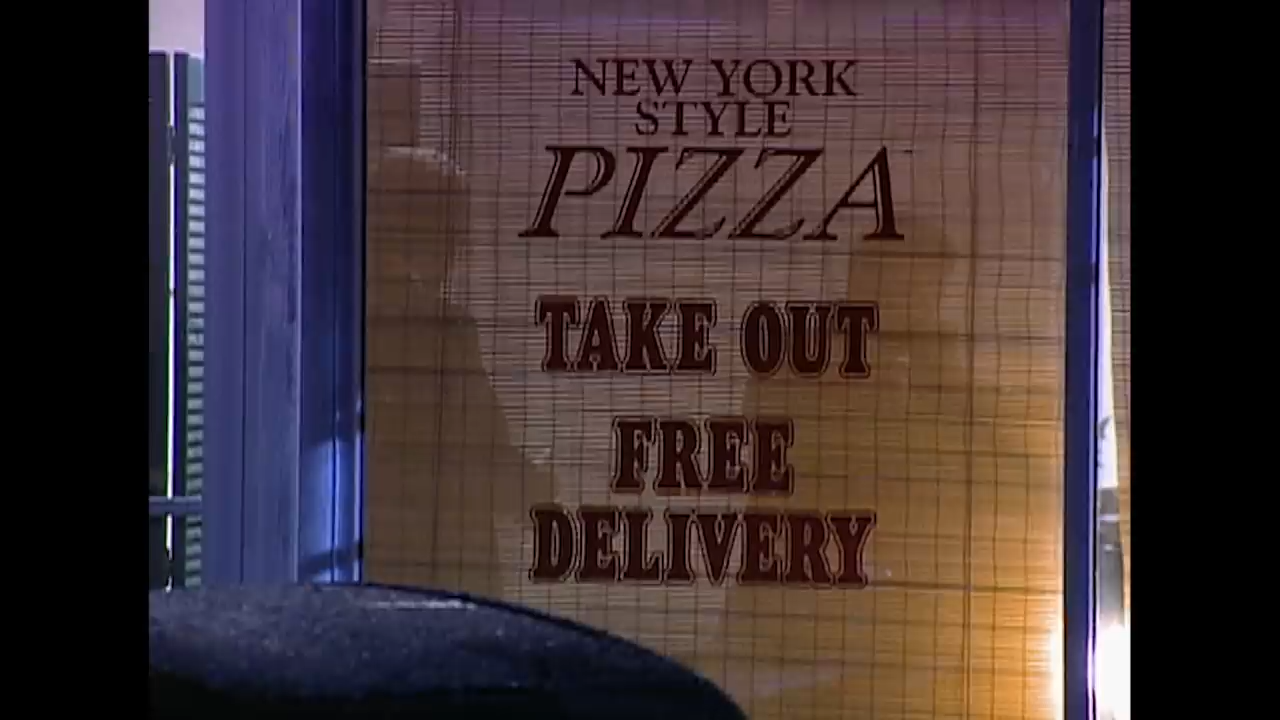 NEW YORK
STYLE
PIZZA
TAKE OUT
FREE
DELIVERY